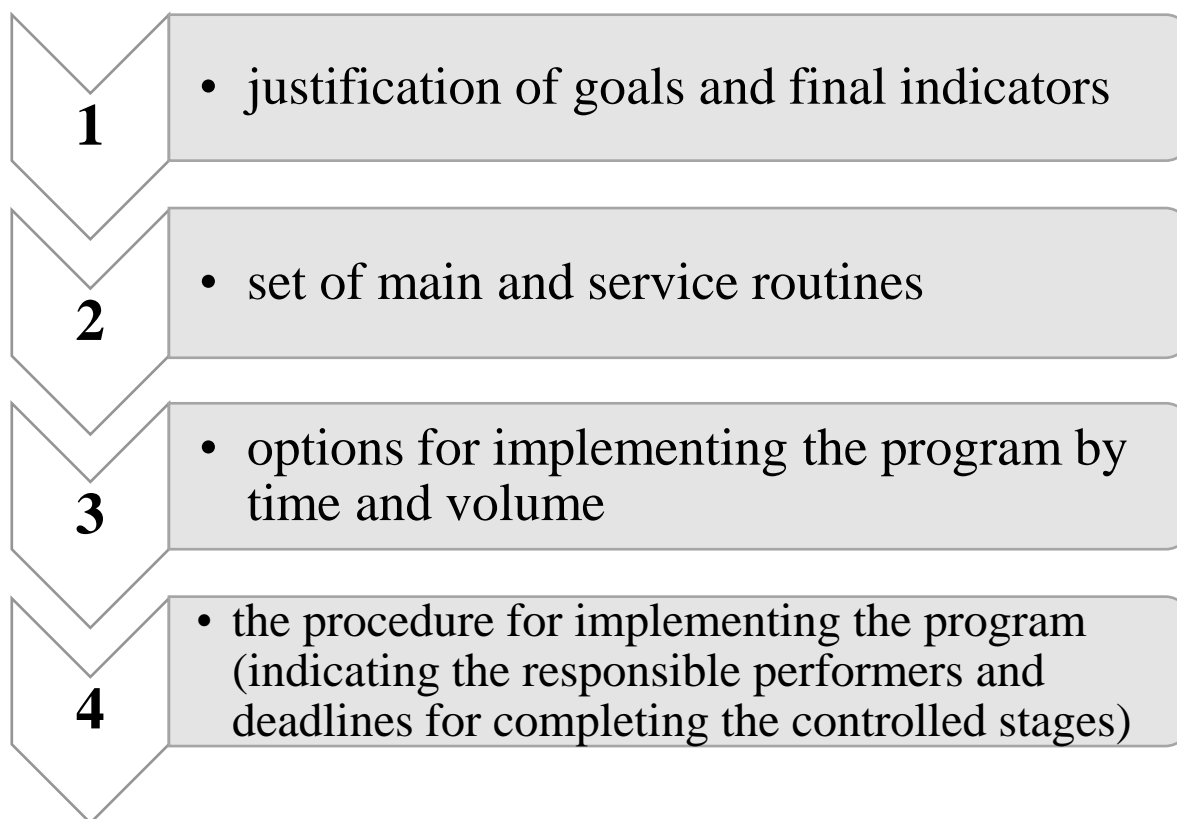 1
• justification of goals and final indicators
2
• set of main and service routines
3
• options for implementing the program by
time and volume
4
• the procedure for implementing the program
(indicating the responsible performers and
deadlines for completing the controlled stages)